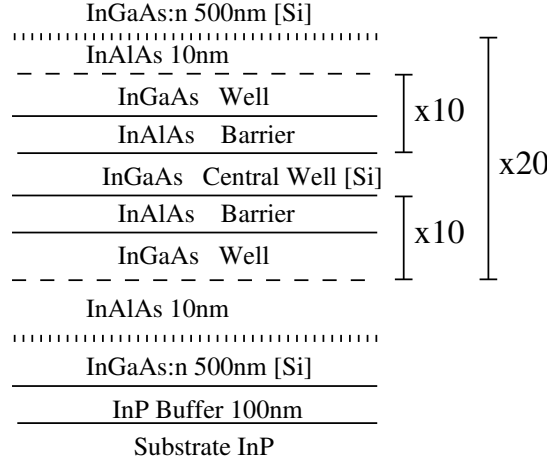 InGaAs:n 500nm [Si]
InAlAs 10nm
InGaAs Well
x10
InAlAs Barrier
x20
InGaAs Central Well [Si]
InAlAs Barrier
x10
InGaAs Well
InAlAs 10nm
InGaAs:n 500nm [Si]
InP Buffer 100nm
Substrate InP